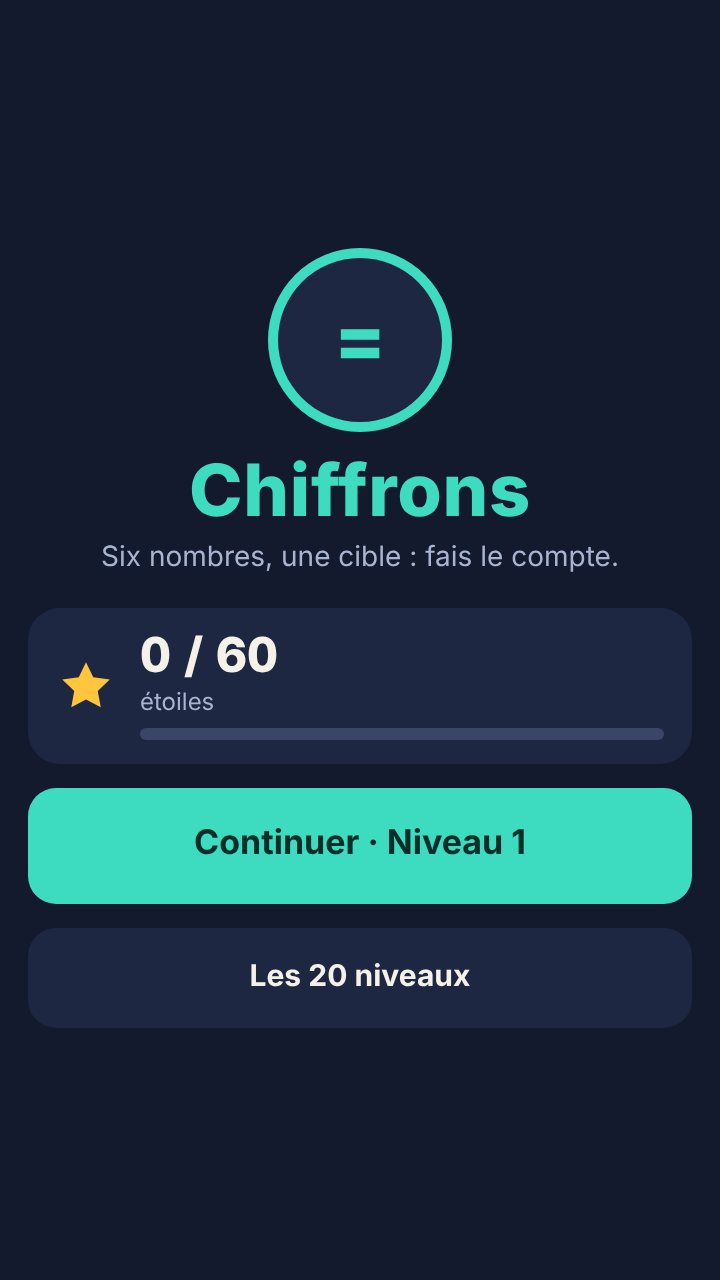 =
Chiffrons
Six nombres, une cible : fais le compte.
0 / 60
étoiles
Continuer · Niveau 1
Les 20 niveaux